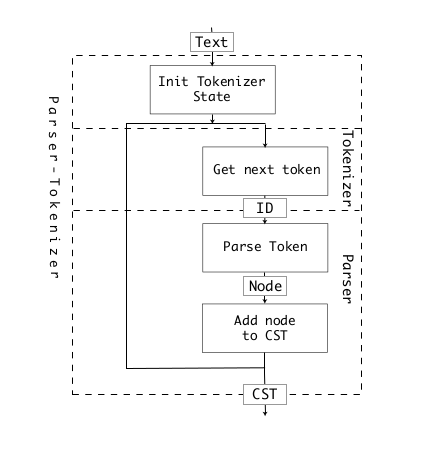 Text
Init Tokenizer
State
Parser-Tokenizer
Get next token
Tokenizer
ID
Parse Token
Parser
Node
Add node
to CST
CST